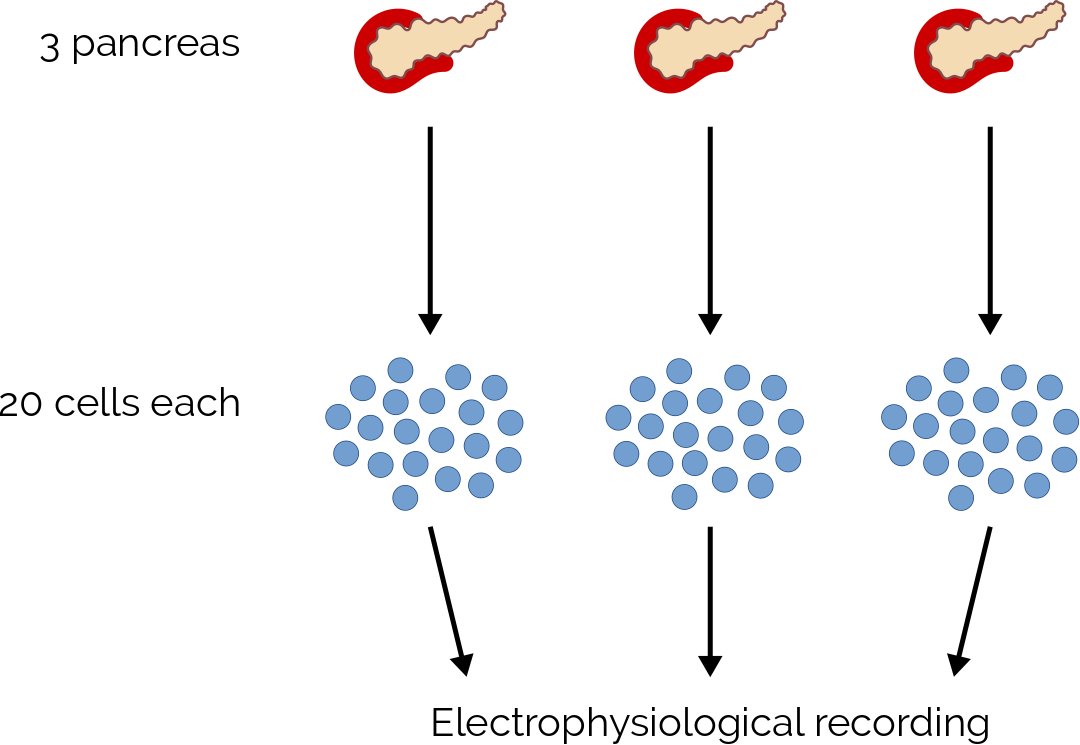 3 pancreas
20 cells each
Electrophysiological recording